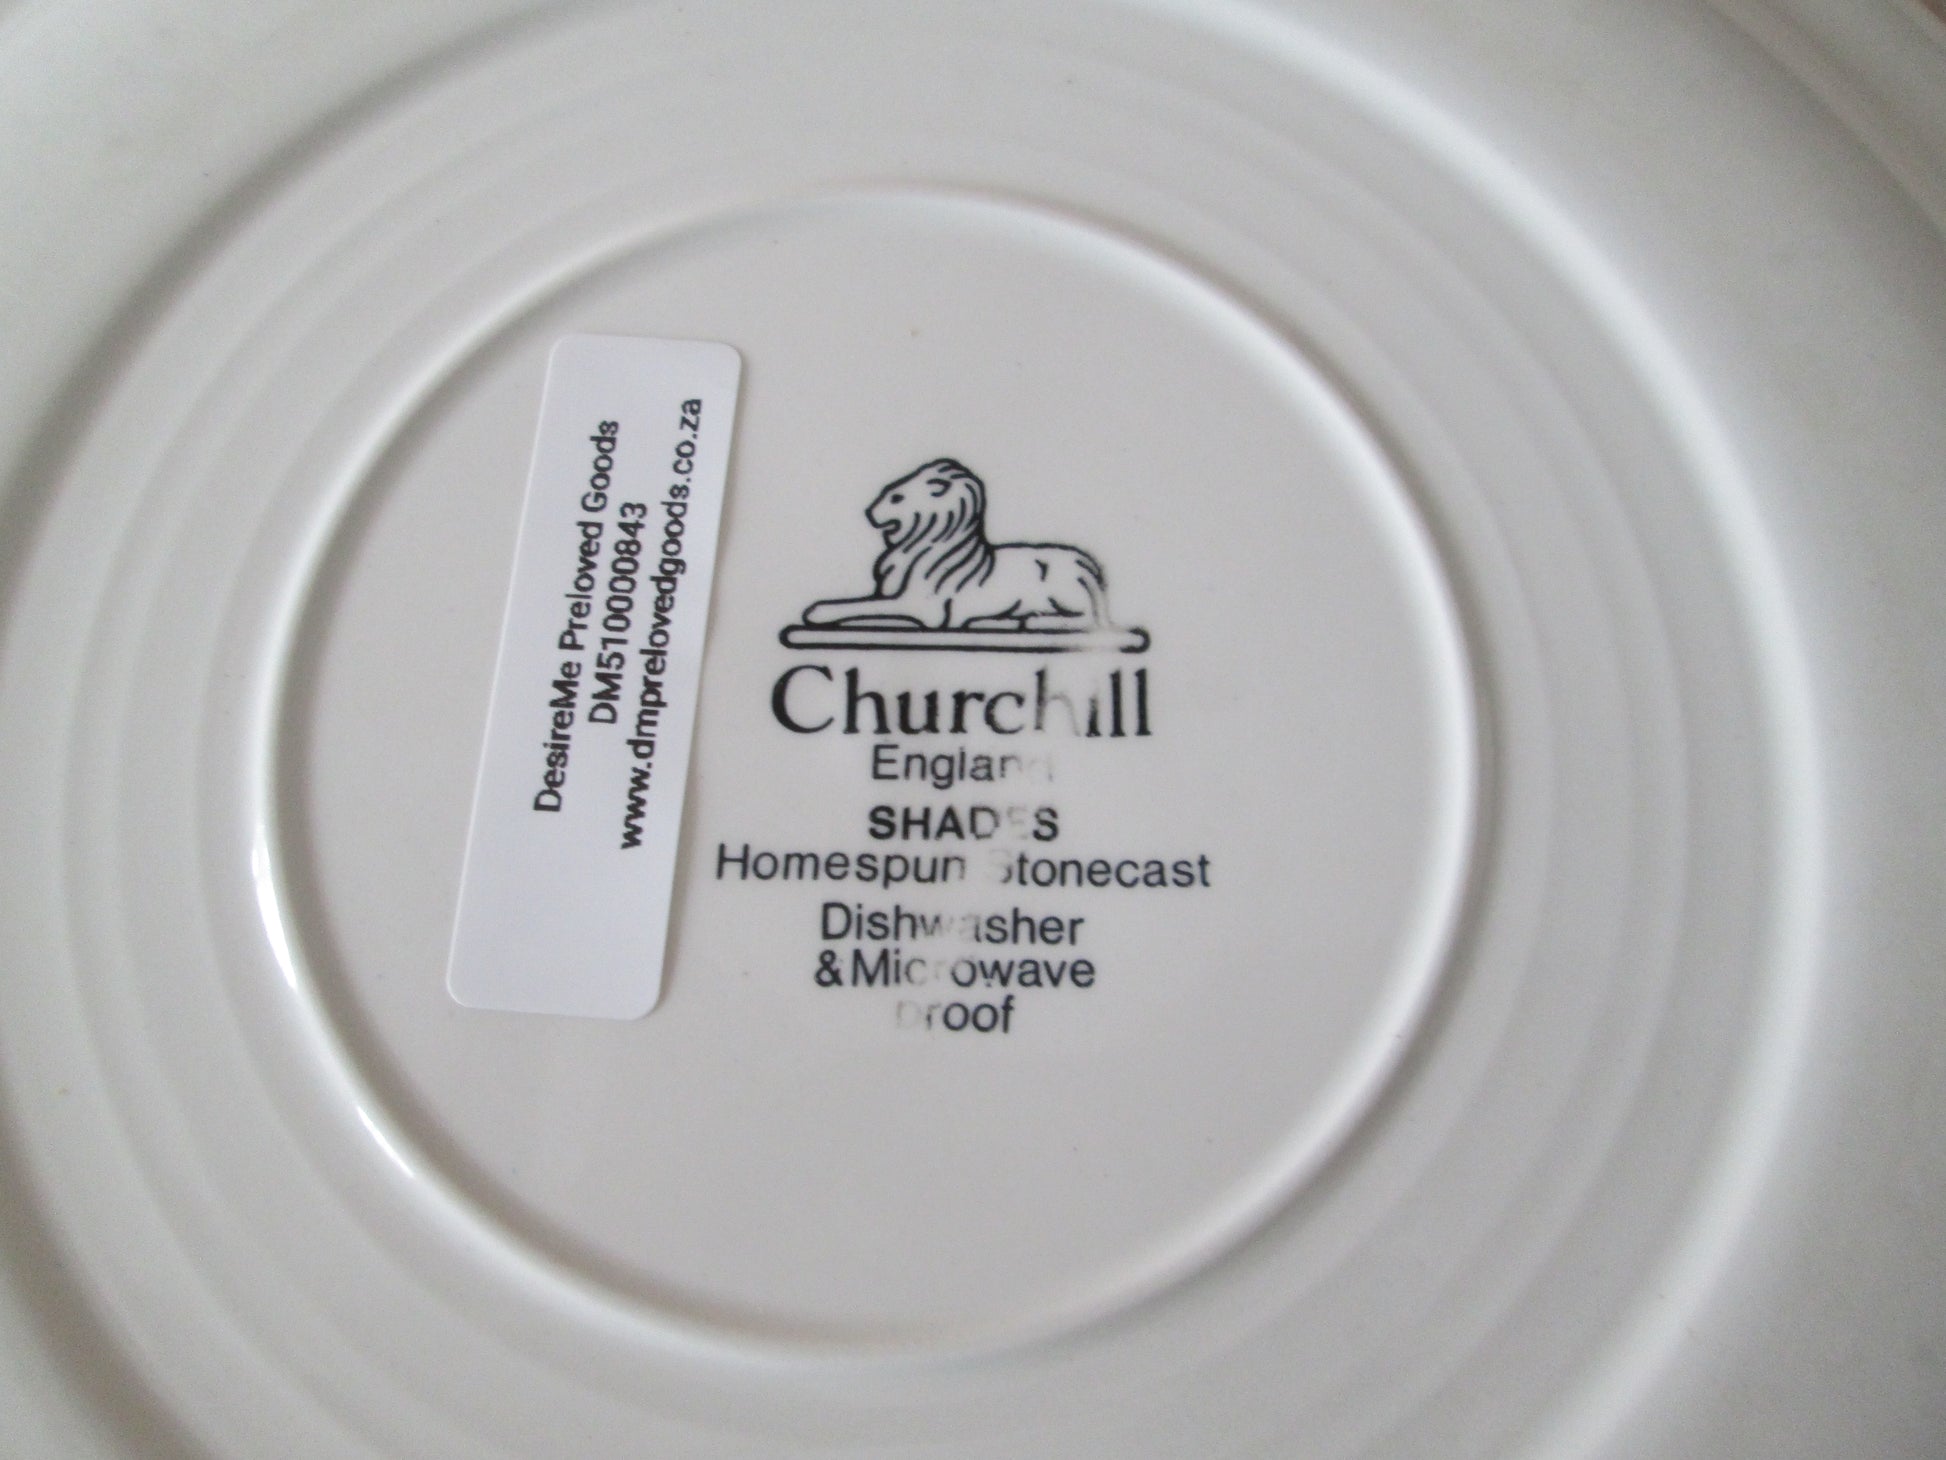 DesireMe Preloved Goods
DM510000843
www.dmprelovedgoods.co.za
Churchill
England
SHADES
Homespun Stonecast
Dishwasher
&Microwave
proof